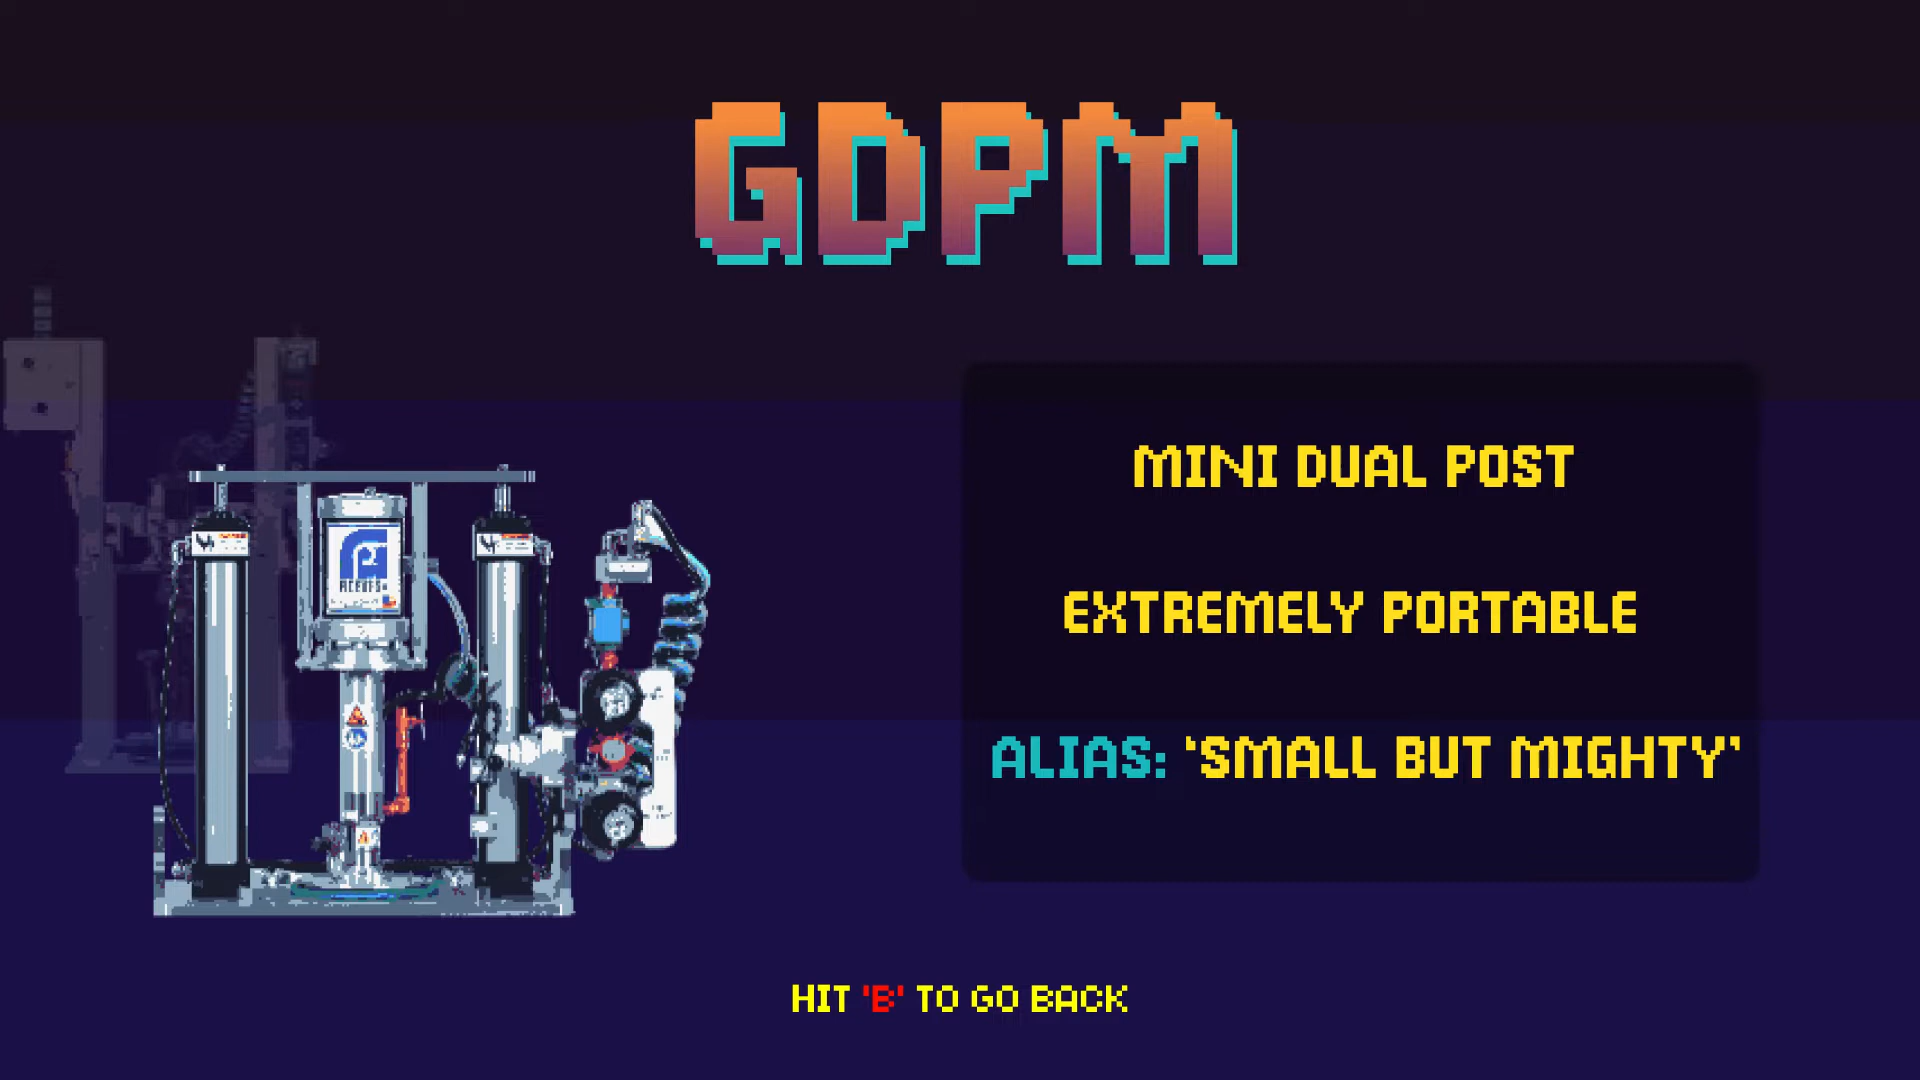 GDPM
MINI DUAL POST
EXTREMELY PORTABLE
ALIAS: ‘SMALL BUT MIGHTY’
HIT 'B' TO GO BACK